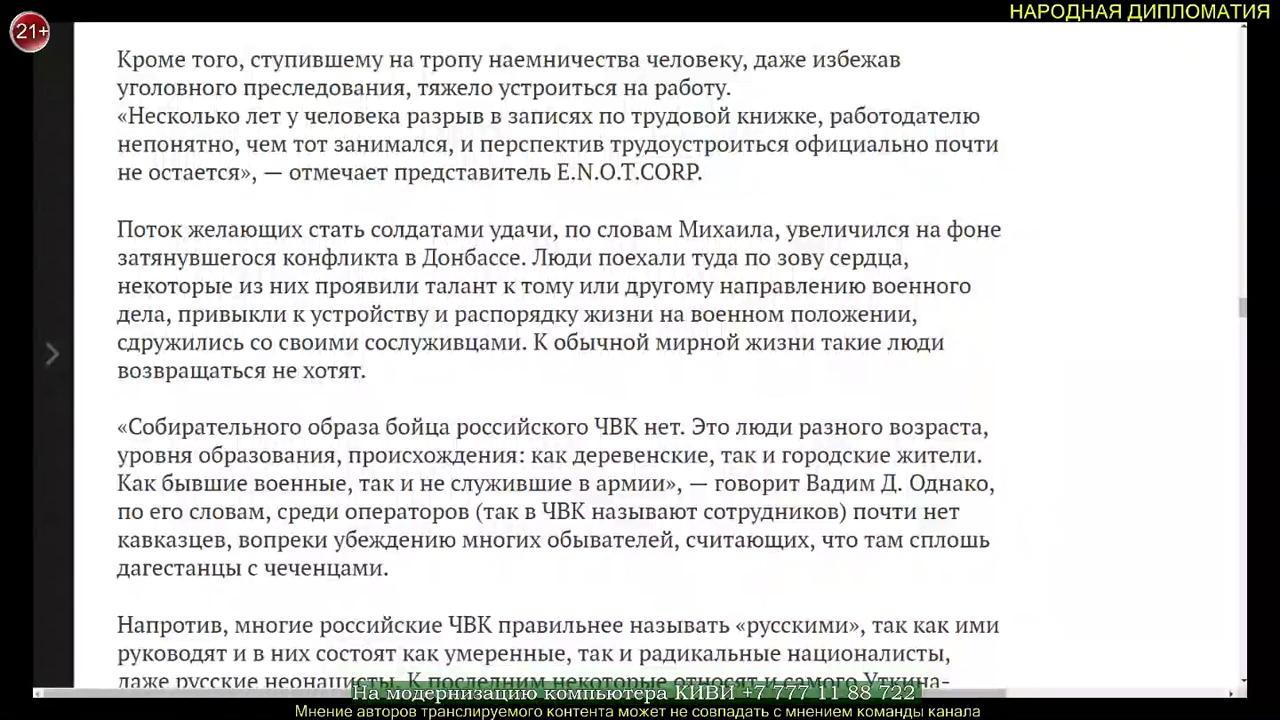 НАРОДНАЯ ДИПЛОМАТИЯ
21+
Кроме того, ступившему на тропу наемничества человеку, даже избежав
уголовного преследования, тяжело устроиться на работу.
«Несколько лет у человека разрыв в записях по трудовой книжке, работодателю
непонятно, чем тот занимался, и перспектив трудоустроиться официально почти
не остается», — отмечает представитель E.N.O.T.CORP.
Поток желающих стать солдатами удачи, по словам Михаила, увеличился на фоне
затянувшегося конфликта в Донбассе. Люди поехали туда по зову сердца,
некоторые из них проявили талант к тому или другому направлению военного
дела, привыкли к устройству и распорядку жизни на военном положении,
сдружились со своими сослуживцами. К обычной мирной жизни такие люди
возвращаться не хотят.
«Собирательного образа бойца российского ЧВК нет. Это люди разного возраста,
уровня образования, происхождения: как деревенские, так и городские жители.
Как бывшие военные, так и не служившие в армии», — говорит Вадим Д. Однако,
по его словам, среди операторов (так в ЧВК называют сотрудников) почти нет
кавказцев, вопреки убеждению многих обывателей, считающих, что там сплошь
дагестанцы с чеченцами.
Напротив, многие российские ЧВК правильнее называть «русскими», так как ими
руководят и в них состоят как умеренные, так и радикальные националисты,
даже русские неонацисты. К последним некоторые относят и самого Уткина-
На модернизацию компьютера КИВИ +7 777 11 88 722
Мнение авторов транслируемого контента может не совпадать с мнением команды канала